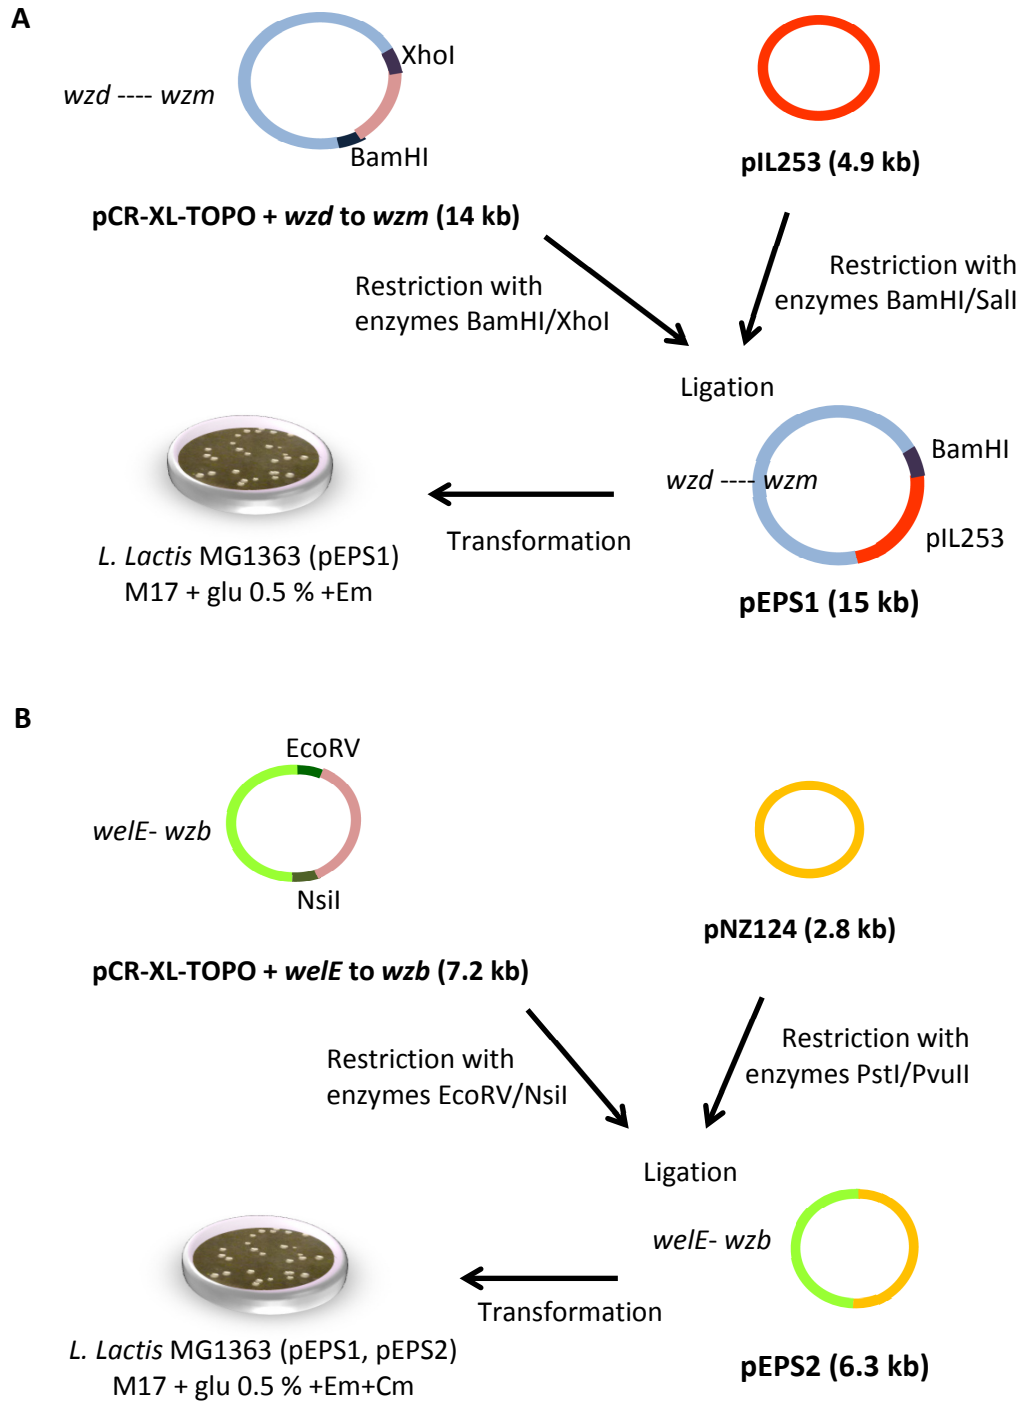 A
XhoI
wzd ---- wzm
BamHI
pIL253 (4.9 kb)
pCR-XL-TOPO + wzd to wzm (14 kb)
Restriction with
enzymes BamHI/XhoI
Restriction with
enzymes BamHI/SalI
Ligation
BamHI
wzd ---- wzm
pIL253
Transformation
L. Lactis MG1363 (pEPS1)
M17 + glu 0.5 % +Em
pEPS1 (15 kb)
B
EcoRV
welE- wzb
NsiI
pNZ124 (2.8 kb)
pCR-XL-TOPO + welE to wzb (7.2 kb)
Restriction with
enzymes EcoRV/NsiI
Restriction with
enzymes PstI/PvuII
Ligation
welE- wzb
Transformation
L. Lactis MG1363 (pEPS1, pEPS2)
M17 + glu 0.5 % +Em+Cm
pEPS2 (6.3 kb)